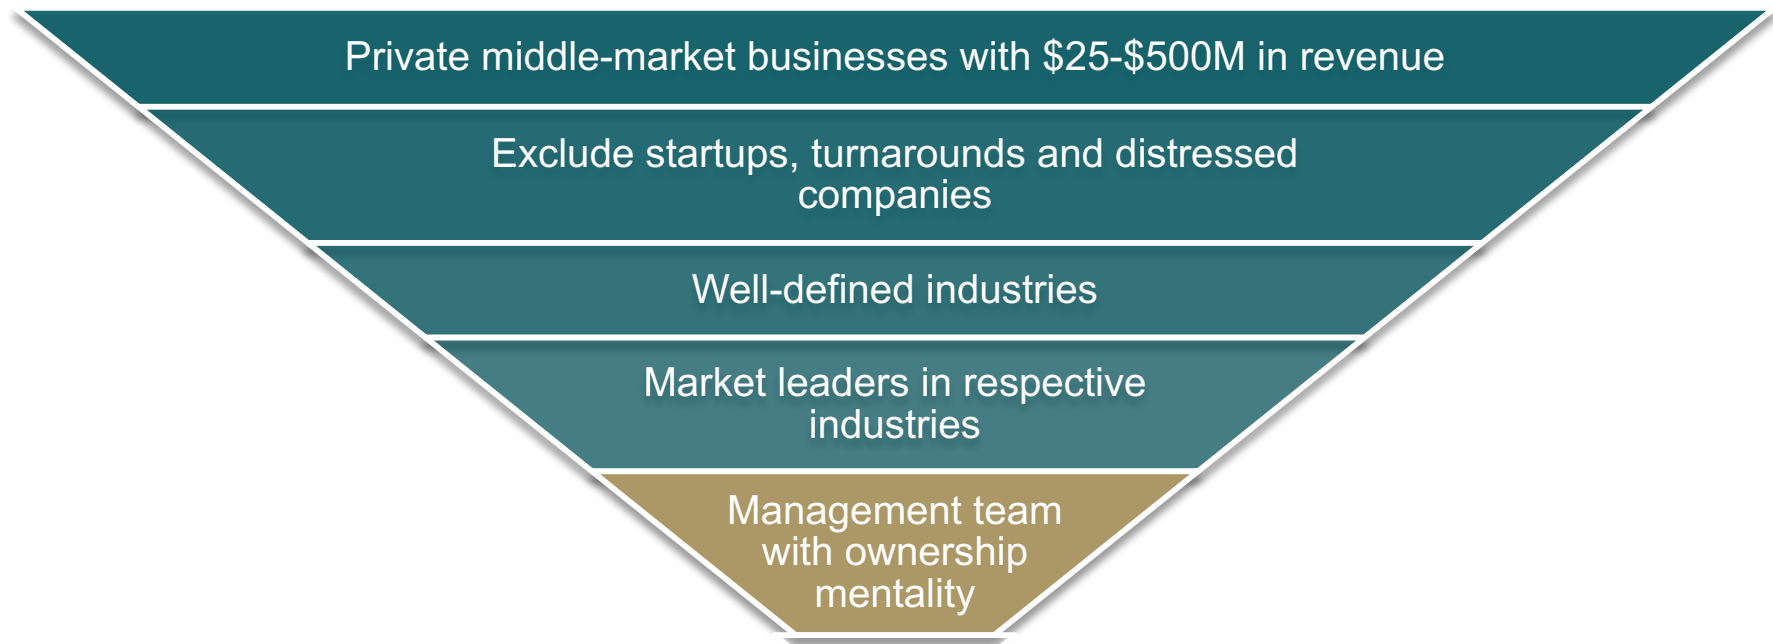 Private middle-market businesses with $25-$500M in revenue
Exclude startups, turnarounds and distressed
companies
Well-defined industries
Market leaders in respective
industries
Management team
with ownership
mentality